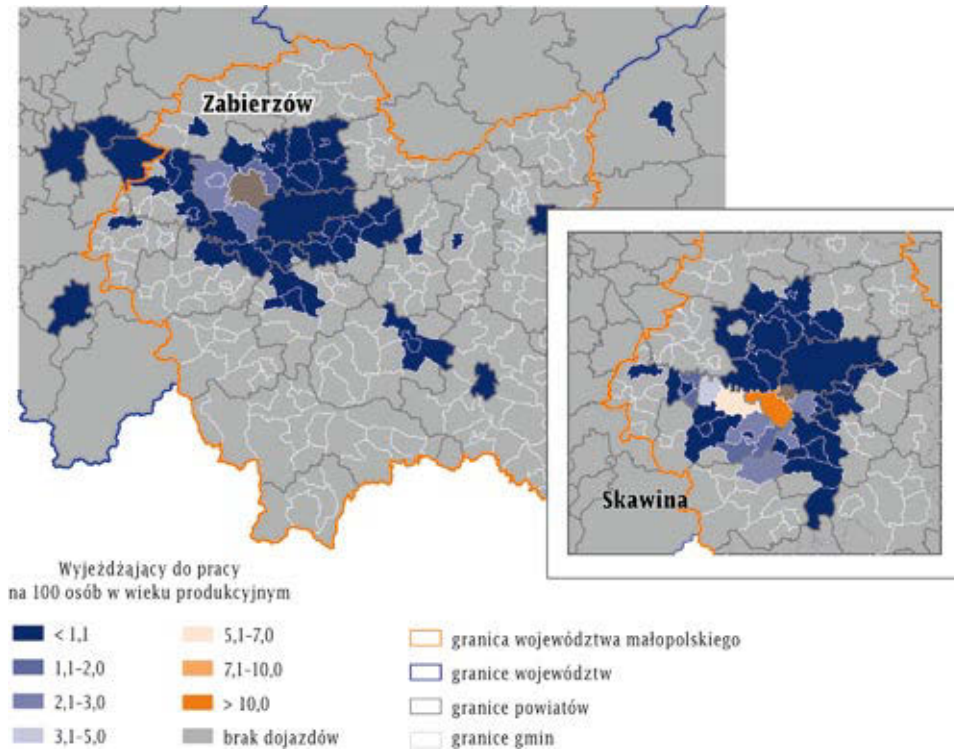 Zabierzów
Skawina
Wyjeżdżający do pracy
na 100 osób w wieku produkcyjnym
< 1,1
1,1–2,0
2,1–3,0
3,1–5,0
5,1–7,0
7,1–10,0
> 10,0
brak dojazdów
granica województwa małopolskiego
granice województw
granice powiatów
granice gmin